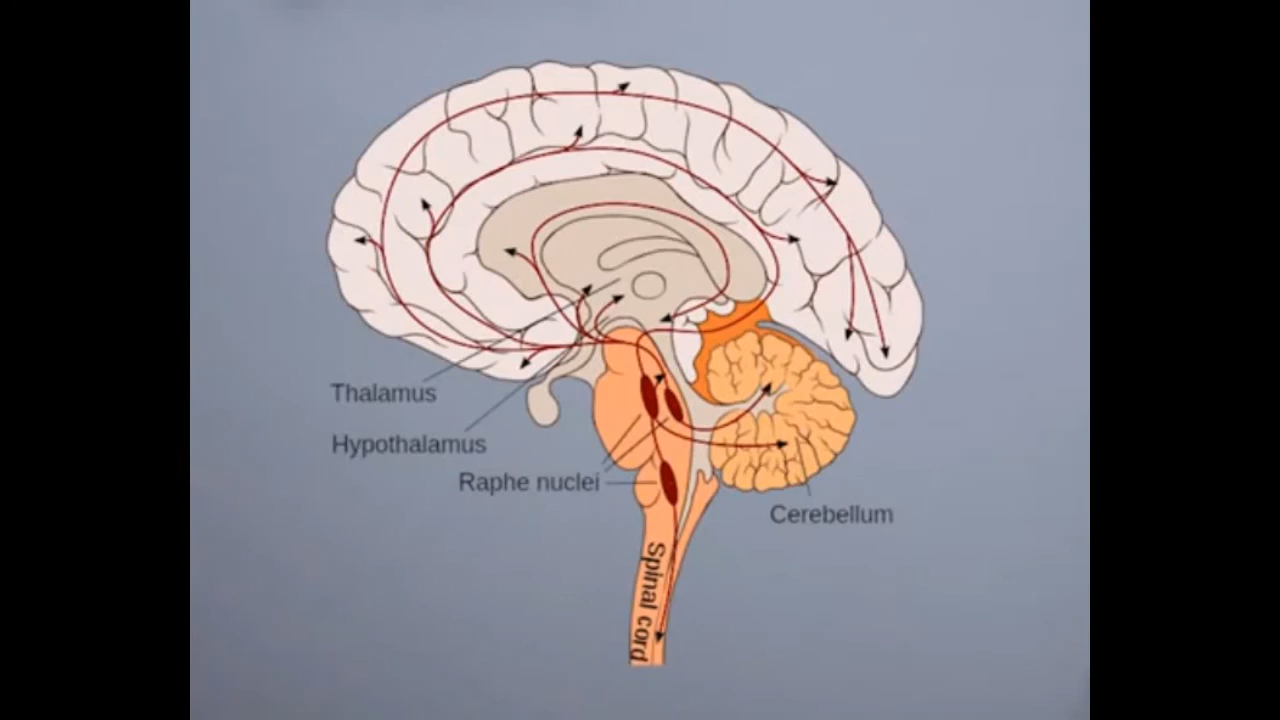 Thalamus
Hypothalamus
Raphe nuclei
Cerebellum
Spinal cord